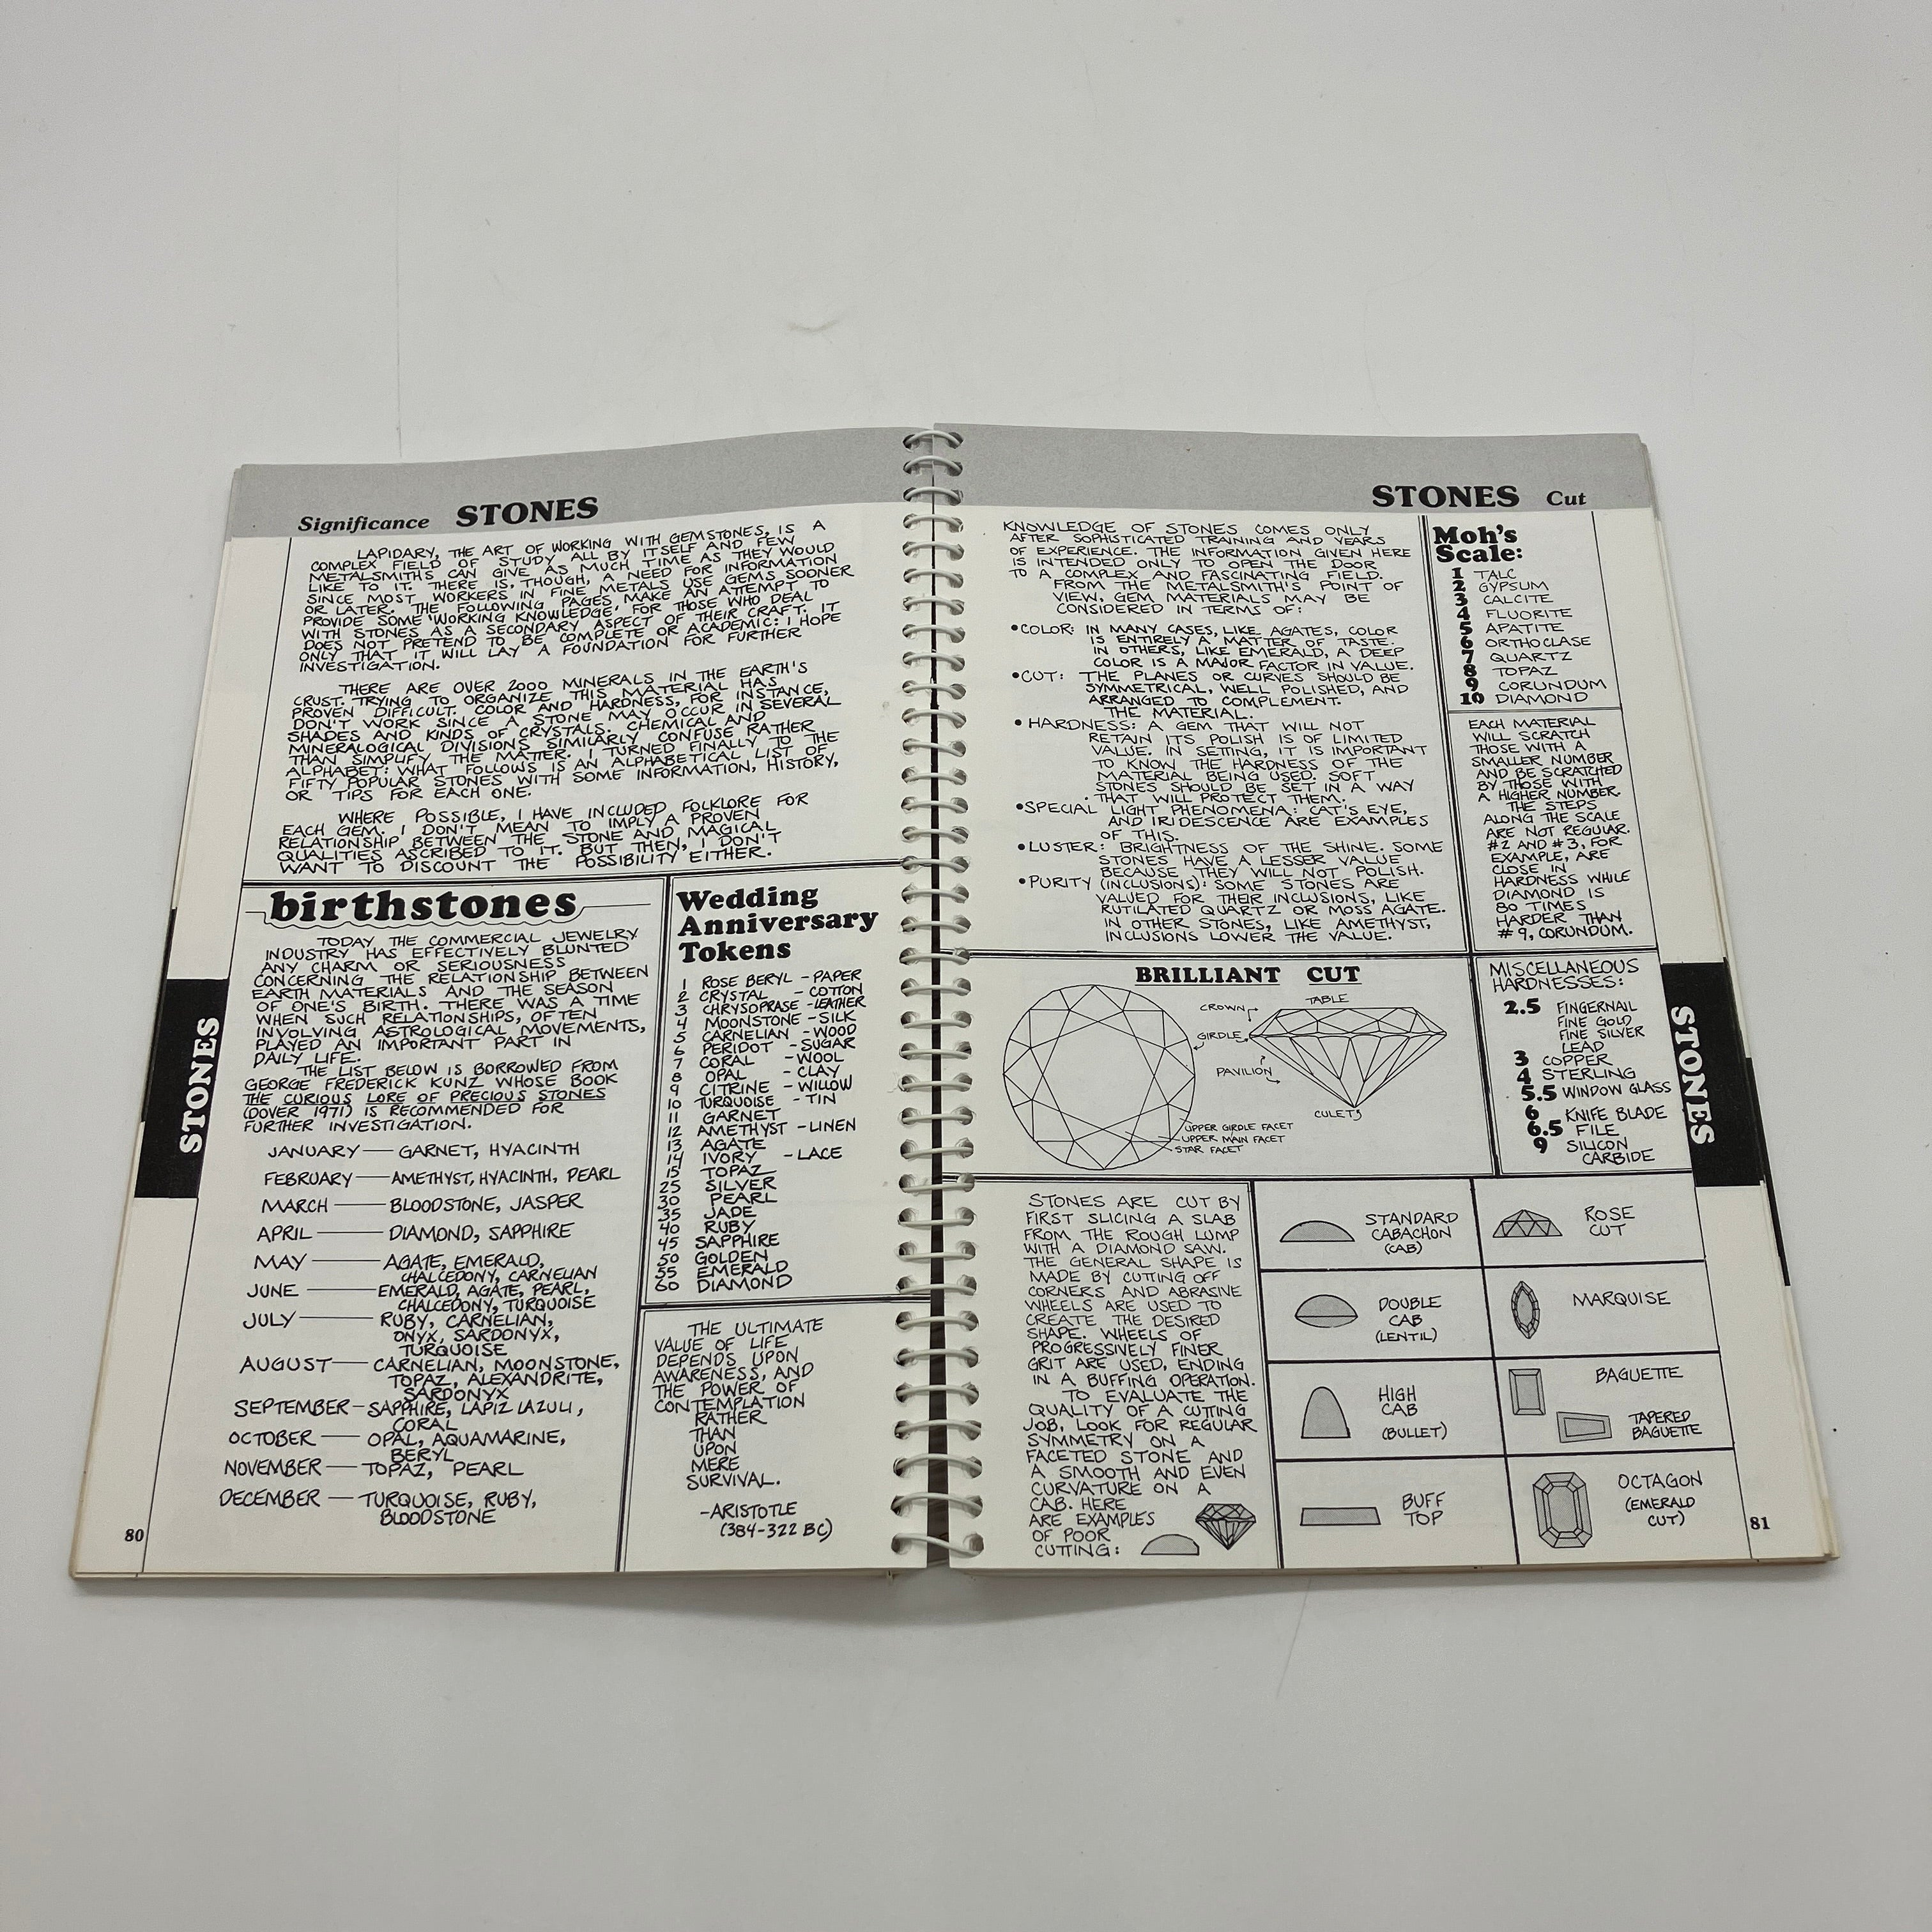 Significance STONES
LAPIDARY, THE ART OF WORKING WITH GEMSTONES, IS A
COMPLEX FIELD OF STUDY ALL BY ITSELF AND FEW
METALSMITHS CAN GIVE AS MUCH TIME AS THEY WOULD
LIKE TO IT. THERE IS, THOUGH, A NEED FOR INFORMATION
SINCE MOST WORKERS IN FINE METALS USE GEMS SOONER
OR LATER. THE FOLLOWING PAGES MAKE AN ATTEMPT TO
PROVIDE SOME 'WORKING KNOWLEDGE' FOR THOSE WHO DEAL
WITH STONES AS A SECONDARY ASPECT OF THEIR CRAFT. IT
DOES NOT PRETEND TO BE COMPLETE OR ACADEMIC: I HOPE
ONLY THAT IT WILL LAY A FOUNDATION FOR FURTHER
INVESTIGATION.
THERE ARE OVER 2000 MINERALS IN THE EARTH'S
CRUST. TRYING TO ORGANIZE THIS MATERIAL HAS
PROVEN DIFFICULT. COLOR AND HARDNESS, FOR INSTANCE,
DON'T WORK SINCE A STONE MAY OCCUR IN SEVERAL
SHADES AND KINDS OF CRYSTALS. CHEMICAL AND
MINERALOGICAL DIVISIONS SIMILARLY CONFUSE RATHER
THAN SIMPLIFY THE MATTER. I TURNED FINALLY TO THE
ALPHABET: WHAT FOLLOWS IS AN ALPHABETICAL LIST OF
FIFTY POPULAR STONES WITH SOME INFORMATION, HISTORY,
OR TIPS FOR EACH ONE.
WHERE POSSIBLE, I HAVE INCLUDED FOLKLORE FOR
EACH GEM. I DON'T MEAN TO IMPLY A PROVEN
RELATIONSHIP BETWEEN THE STONE AND MAGICAL
QUALITIES ASCRIBED TO IT. BUT THEN, I DON'T
WANT TO DISCOUNT THE POSSIBILITY EITHER.
birthstones
TODAY THE COMMERCIAL JEWELRY
INDUSTRY HAS EFFECTIVELY BLUNTED
ANY CHARM OR SERIOUSNESS
CONCERNING THE RELATIONSHIP BETWEEN
EARTH MATERIALS AND THE SEASON
OF ONE'S BIRTH. THERE WAS A TIME
WHEN SUCH RELATIONSHIPS, OFTEN
INVOLVING ASTROLOGICAL MOVEMENTS,
PLAYED AN IMPORTANT PART IN
DAILY LIFE.
THE LIST BELOW IS BORROWED FROM
GEORGE FREDERICK KUNZ WHOSE BOOK
THE CURIOUS LORE OF PRECIOUS STONES
(DOVER 1971) IS RECOMMENDED FOR
FURTHER INVESTIGATION.
JANUARY — GARNET, HYACINTH
FEBRUARY — AMETHYST, HYACINTH, PEARL
MARCH — BLOODSTONE, JASPER
APRIL — DIAMOND, SAPPHIRE
MAY — AGATE, EMERALD,
CHALCEDONY, CARNELIAN
JUNE — EMERALD, AGATE, PEARL,
CHALCEDONY, TURQUOISE
JULY — RUBY, CARNELIAN,
ONYX, SARDONYX,
TURQUOISE
AUGUST — CARNELIAN, MOONSTONE,
TOPAZ, ALEXANDRITE,
SARDONYX
SEPTEMBER — SAPPHIRE, LAPIZ LAZULI,
CORAL
OCTOBER — OPAL, AQUAMARINE,
BERYL
NOVEMBER — TOPAZ, PEARL
DECEMBER — TURQUOISE, RUBY,
BLOODSTONE
STONES
80
Wedding
Anniversary
Tokens
1 ROSE BERYL - PAPER
2 CRYSTAL - COTTON
3 CHRYSOPRASE - LEATHER
4 MOONSTONE - SILK
5 CARNELIAN - WOOD
6 PERIDOT - SUGAR
7 CORAL - WOOL
8 OPAL - CLAY
9 CITRINE - WILLOW
10 TURQUOISE - TIN
11 GARNET
12 AMETHYST - LINEN
13 AGATE
14 IVORY - LACE
15 TOPAZ
25 SILVER
30 PEARL
35 JADE
40 RUBY
45 SAPPHIRE
50 GOLDEN
55 EMERALD
60 DIAMOND
THE ULTIMATE
VALUE OF LIFE
DEPENDS UPON
AWARENESS, AND
THE POWER OF
CONTEMPLATION
RATHER
THAN
UPON
MERE
SURVIVAL.
-ARISTOTLE
(384-322 BC)
STONES Cut
KNOWLEDGE OF STONES COMES ONLY
AFTER SOPHISTICATED TRAINING AND YEARS
OF EXPERIENCE. THE INFORMATION GIVEN HERE
IS INTENDED ONLY TO OPEN THE DOOR
TO A COMPLEX AND FASCINATING FIELD.
FROM THE METALSMITH'S POINT OF
VIEW, GEM MATERIALS MAY BE
CONSIDERED IN TERMS OF:
•COLOR: IN MANY CASES, LIKE AGATES, COLOR
IS ENTIRELY A MATTER OF TASTE.
IN OTHERS, LIKE EMERALD, A DEEP
COLOR IS A MAJOR FACTOR IN VALUE.
•CUT: THE PLANES OR CURVES SHOULD BE
SYMMETRICAL, WELL POLISHED, AND
ARRANGED TO COMPLEMENT
THE MATERIAL.
•HARDNESS: A GEM THAT WILL NOT
RETAIN ITS POLISH IS OF LIMITED
VALUE. IN SETTING, IT IS IMPORTANT
TO KNOW THE HARDNESS OF THE
MATERIAL BEING USED. SOFT
STONES SHOULD BE SET IN A WAY
THAT WILL PROTECT THEM.
•SPECIAL LIGHT PHENOMENA: CAT'S EYE,
AND IRIDESCENCE ARE EXAMPLES
OF THIS.
•LUSTER: BRIGHTNESS OF THE SHINE. SOME
STONES HAVE A LESSER VALUE
BECAUSE THEY WILL NOT POLISH.
•PURITY (INCLUSIONS): SOME STONES ARE
VALUED FOR THEIR INCLUSIONS, LIKE
RUTILATED QUARTZ OR MOSS AGATE.
IN OTHER STONES, LIKE AMETHYST,
INCLUSIONS LOWER THE VALUE.
Moh's
Scale:
1 TALC
2 GYPSUM
3 CALCITE
4 FLUORITE
5 APATITE
6 ORTHOCLASE
7 QUARTZ
8 TOPAZ
9 CORUNDUM
10 DIAMOND
EACH MATERIAL
WILL SCRATCH
THOSE WITH A
SMALLER NUMBER
AND BE SCRATCHED
BY THOSE WITH
A HIGHER NUMBER.
THE STEPS
ALONG THE SCALE
ARE NOT REGULAR.
#2 AND #3, FOR
EXAMPLE, ARE
CLOSE IN
HARDNESS WHILE
DIAMOND IS
80 TIMES
HARDER THAN
#9, CORUNDUM.
BRILLIANT CUT
CROWN
TABLE
GIRDLE
PAVILION
CULET
UPPER GIRDLE FACET
UPPER MAIN FACET
STAR FACET
MISCELLANEOUS
HARDNESSES:
2.5 FINGERNAIL
FINE GOLD
FINE SILVER
LEAD
3 COPPER
4 STERLING
5.5 WINDOW GLASS
6 KNIFE BLADE
6.5 FILE
9 SILICON
CARBIDE
STONES
STONES ARE CUT BY
FIRST SLICING A SLAB
FROM THE ROUGH LUMP
WITH A DIAMOND SAW.
THE GENERAL SHAPE IS
MADE BY CUTTING OFF
CORNERS AND ABRASIVE
WHEELS ARE USED TO
CREATE THE DESIRED
SHAPE. WHEELS OF
PROGRESSIVELY FINER
GRIT ARE USED, ENDING
IN A BUFFING OPERATION.
TO EVALUATE THE
QUALITY OF A CUTTING
JOB, LOOK FOR REGULAR
SYMMETRY ON A
FACETED STONE AND
A SMOOTH AND EVEN
CURVATURE ON A
CAB. HERE
ARE EXAMPLES
OF POOR
CUTTING:
STANDARD
CABACHON
(CAB)
ROSE
CUT
DOUBLE
CAB
(LENTIL)
MARQUISE
HIGH
CAB
(BULLET)
BAGUETTE
TAPERED
BAGUETTE
BUFF
TOP
OCTAGON
(EMERALD
CUT)
81